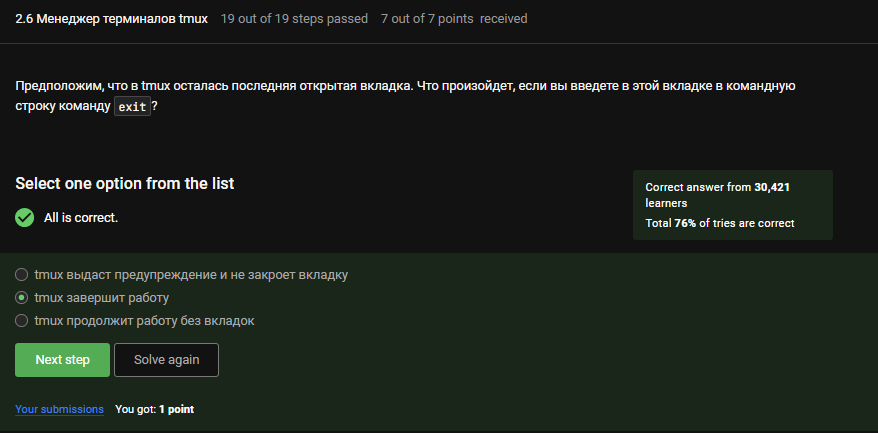 2.6 Менеджер терминалов tmux 19 out of 19 steps passed 7 out of 7 points received
Предположим, что в tmux осталась последняя открытая вкладка. Что произойдет, если вы введете в этой вкладке в командную
строку команду exit?
Select one option from the list
All is correct.
Correct answer from 30,421
learners
Total 76% of tries are correct
tmux выдаст предупреждение и не закроет вкладку
tmux завершит работу
tmux продолжит работу без вкладок
Next step Solve again
Your submissions You got: 1 point